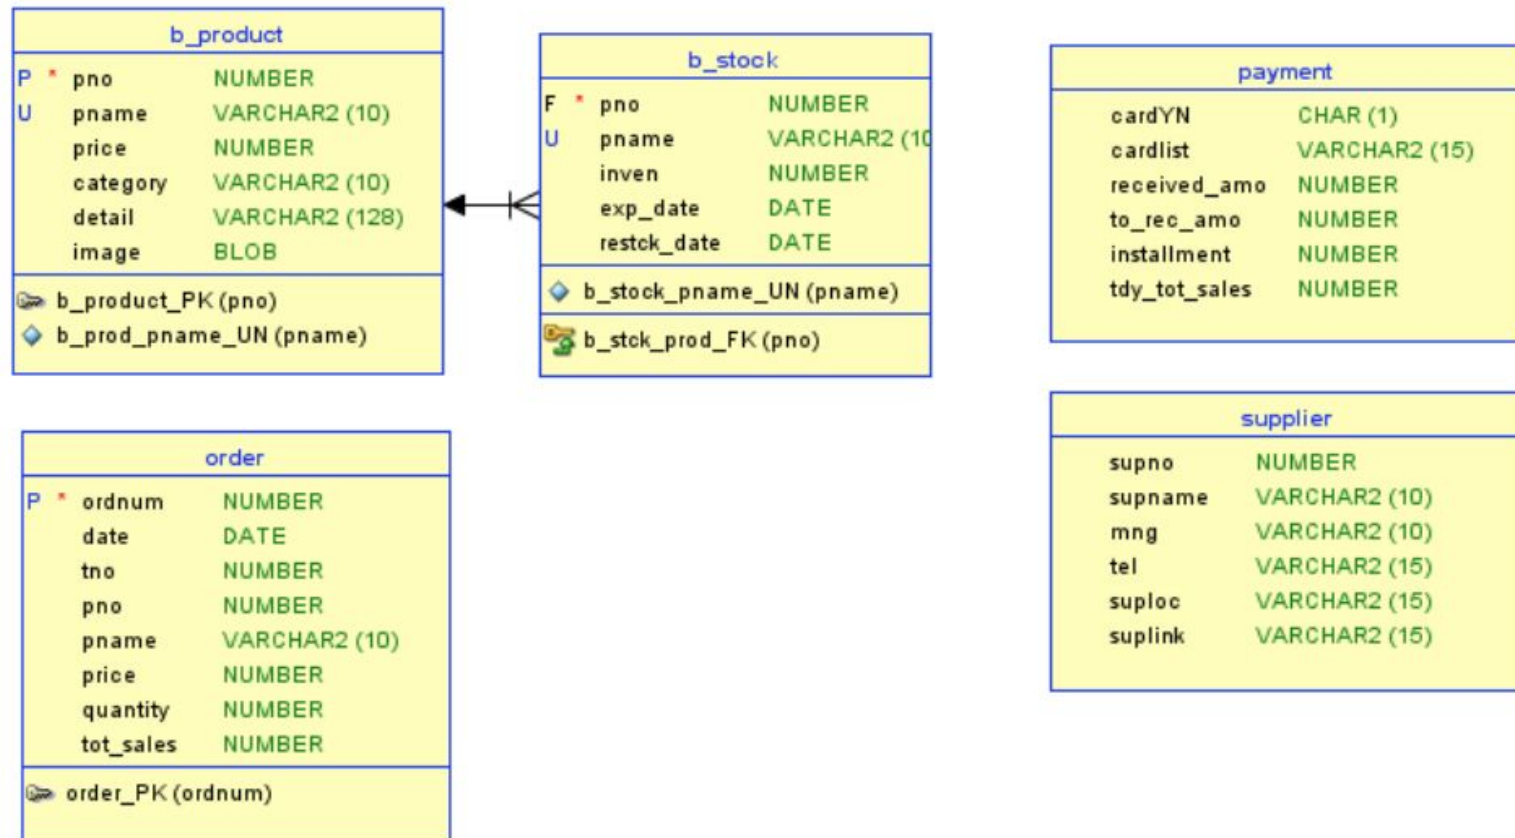 b_product
P * pno NUMBER
U pname VARCHAR2 (10)
price NUMBER
category VARCHAR2 (10)
detail VARCHAR2 (128)
image BLOB
b_product_PK (pno)
b_prod_pname_UN (pname)
b_stock
F * pno NUMBER
U pname VARCHAR2 (10
inven NUMBER
exp_date DATE
restck_date DATE
b_stock_pname_UN (pname)
b_stck_prod_FK (pno)
payment
cardYN CHAR (1)
cardlist VARCHAR2 (15)
received_amo NUMBER
to_rec_amo NUMBER
installment NUMBER
tdy_tot_sales NUMBER
order
P * ordnum NUMBER
date DATE
tno NUMBER
pno NUMBER
pname VARCHAR2 (10)
price NUMBER
quantity NUMBER
tot_sales NUMBER
order_PK (ordnum)
supplier
supno NUMBER
supname VARCHAR2 (10)
mng VARCHAR2 (10)
tel VARCHAR2 (15)
suploc VARCHAR2 (15)
suplink VARCHAR2 (15)